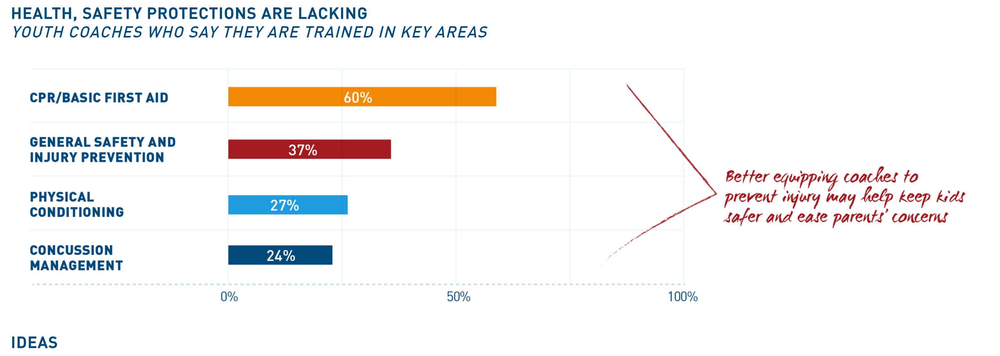 HEALTH, SAFETY PROTECTIONS ARE LACKING
YOUTH COACHES WHO SAY THEY ARE TRAINED IN KEY AREAS
CPR/BASIC FIRST AID
60%
GENERAL SAFETY AND
INJURY PREVENTION
37%
PHYSICAL
CONDITIONING
27%
CONCUSSION
MANAGEMENT
24%
0% 50% 100%
Better equipping coaches to
prevent injury may help keep kids
safer and ease parents' concerns
IDEAS